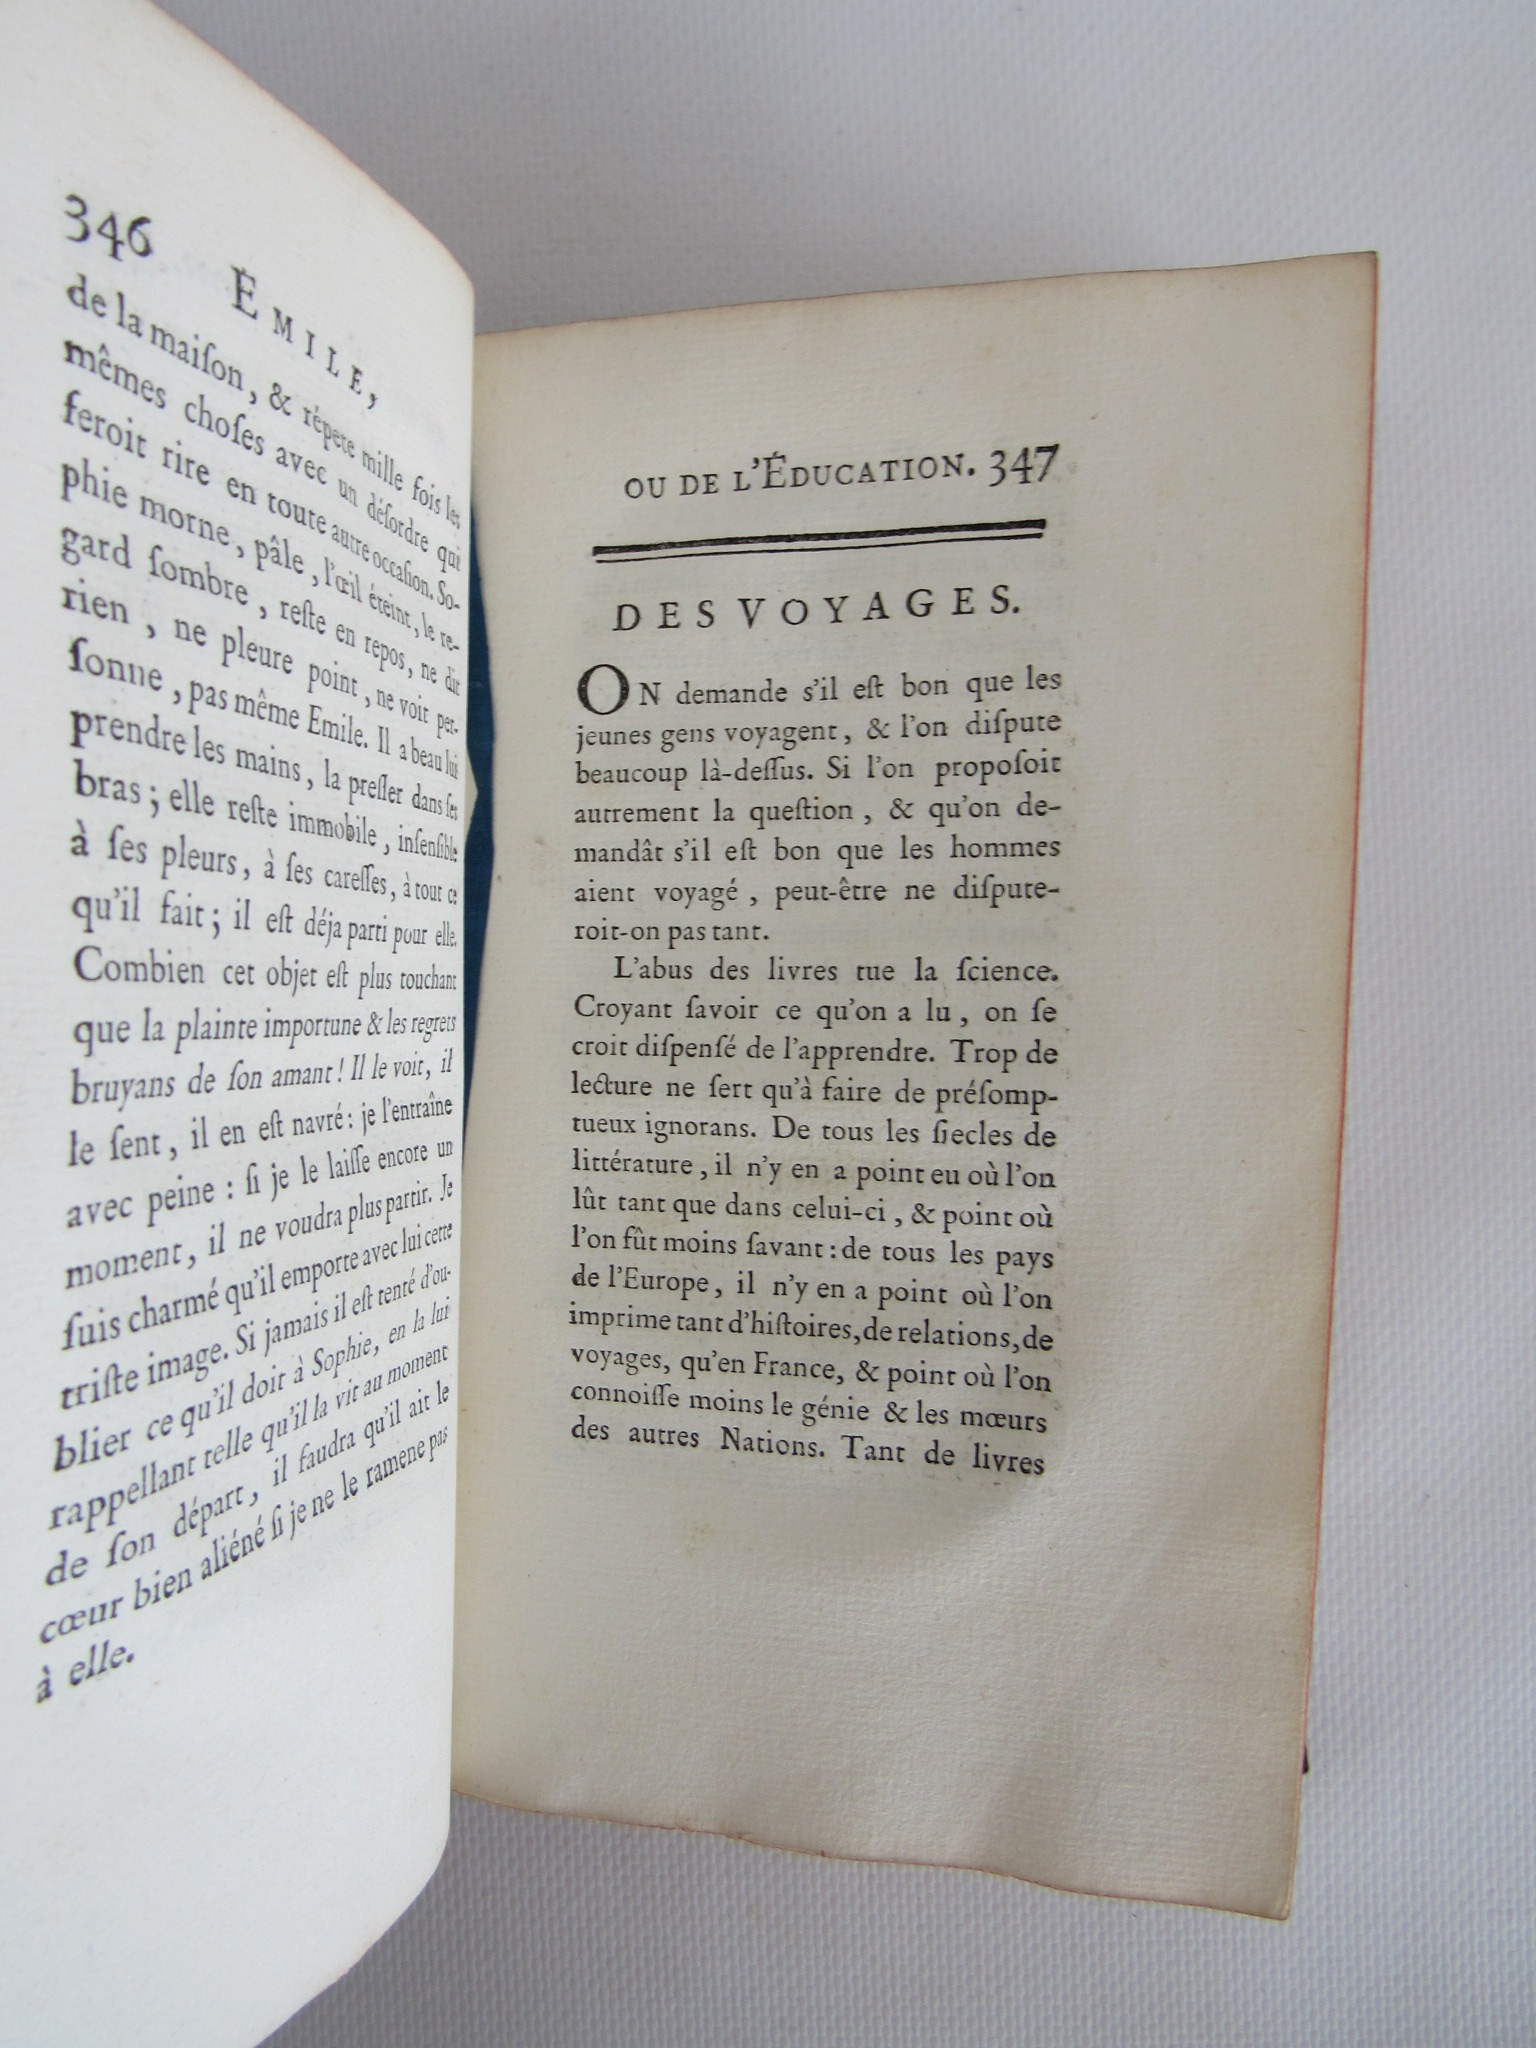 346 ÉMILE,
de la maiſon, & répete mille fois les
mêmes choſes avec un déſordre qui
feroit rire en toute autre occaſion. So-
phie morne, pâle, l'œil éteint, le re-
gard ſombre, reſte en repos, ne dit
rien, ne pleure point, ne voit per-
ſonne, pas même Emile. Il a beau lui
prendre les mains, la preſſer dans ſes
bras; elle reſte immobile, inſenſible
à ſes pleurs, à ſes careſſes, à tout ce
qu'il fait; il eſt déja parti pour elle.
Combien cet objet eſt plus touchant
que la plainte importune & les regrets
bruyans de ſon amant! Il le voit, il
le ſent, il en eſt navré: je l'entraîne
avec peine: ſi je le laiſſe encore un
moment, il ne voudra plus partir. Je
ſuis charmé qu'il emporte avec lui cette
triſte image. Si jamais il eſt tenté d'ou-
blier ce qu'il doit à Sophie, en la lui
rappellant telle qu'il la vit au moment
de ſon départ, il faudra qu'il ait le
cœur bien aliéné ſi je ne le ramene pas
à elle.
OU DE L'ÉDUCATION. 347
DES VOYAGES.
ON demande s'il eſt bon que les
jeunes gens voyagent, & l'on diſpute
beaucoup là-deſſus. Si l'on propoſoit
autrement la queſtion, & qu'on de-
mandât s'il eſt bon que les hommes
aient voyagé, peut-être ne diſpute-
roit-on pas tant.
L'abus des livres tue la ſcience.
Croyant ſavoir ce qu'on a lu, on ſe
croit diſpenſé de l'apprendre. Trop de
lecture ne ſert qu'à faire de préſomp-
tueux ignorans. De tous les ſiecles de
littérature, il n'y en a point eu où l'on
lût tant que dans celui-ci, & point où
l'on fût moins ſavant: de tous les pays
de l'Europe, il n'y en a point où l'on
imprime tant d'hiſtoires, de relations, de
voyages, qu'en France, & point où l'on
connoiſſe moins le génie & les mœurs
des autres Nations. Tant de livres